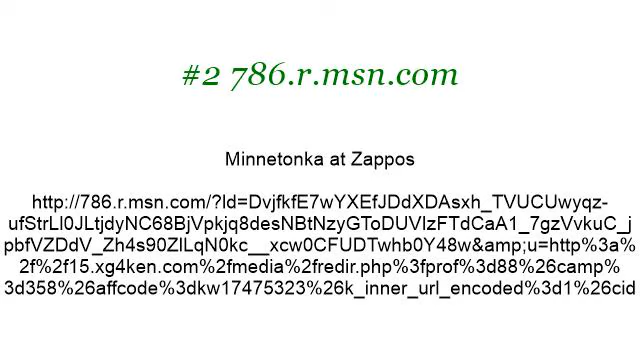 #2 786.r.msn.com
Minnetonka at Zappos
http://786.r.msn.com/?ld=DvjfkfE7wYXEfJDdXDAsxh_TVUCUwyqz-
ufStrLl0JLtjdyNC68BjVpkjq8desNBtNzyGToDUVIzFTdCaA1_7gzVvkuC_j
pbfVZDdV_Zh4s90ZlLqN0kc__xcw0CFUDTwhb0Y48w&amp;u=http%3a%
2f%2f15.xg4ken.com%2fmedia%2fredir.php%3fprof%3d88%26camp%
3d358%26affcode%3dkw17475323%26k_inner_url_encoded%3d1%26cid